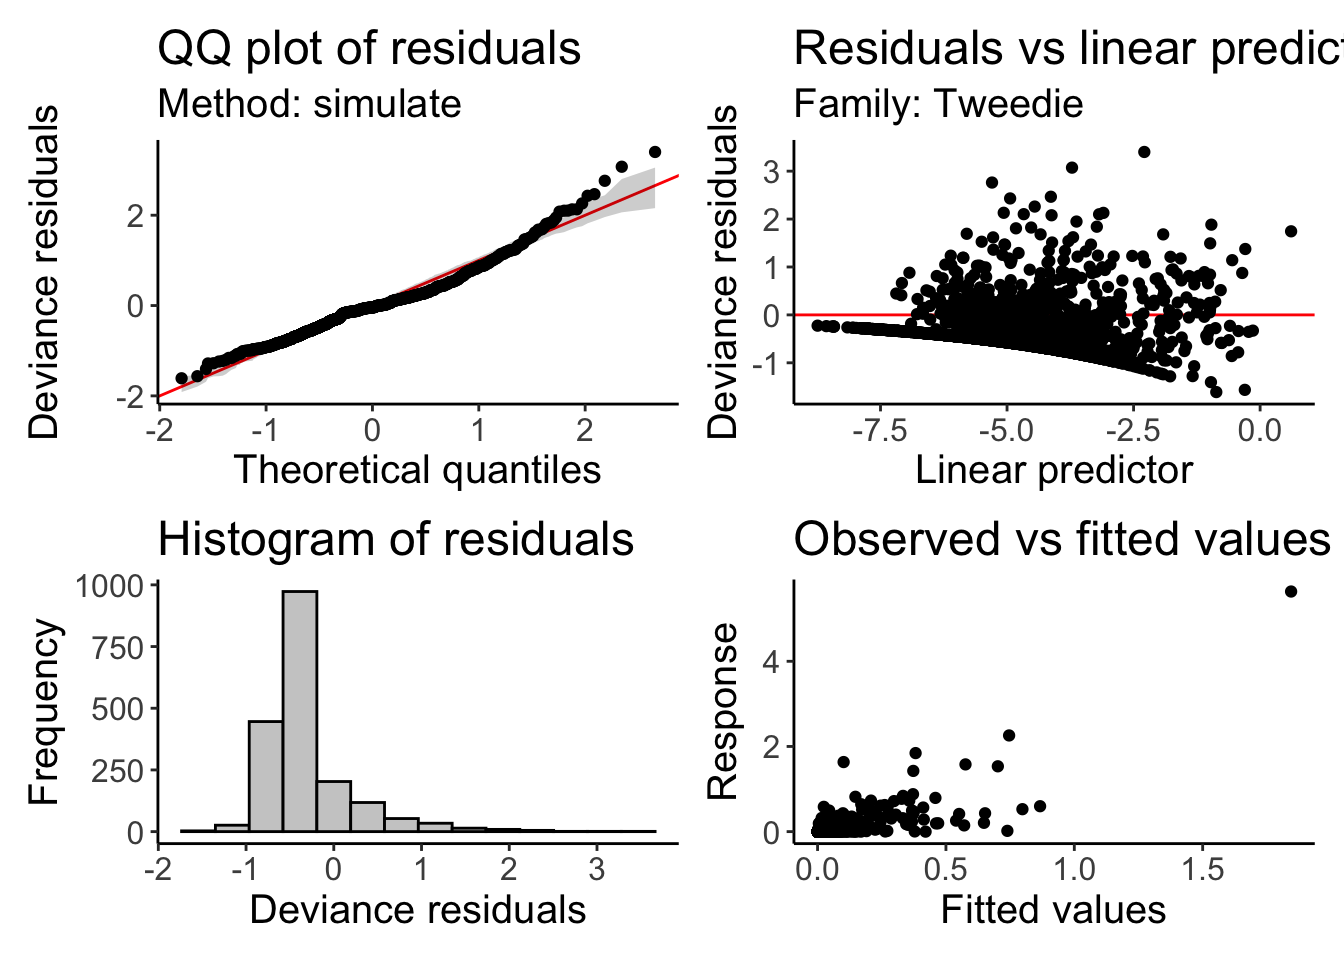 QQ plot of residuals
Method: simulate
Deviance residuals
2
0
-2
-2 -1 0 1 2
Theoretical quantiles
Residuals vs linear predict
Family: Tweedie
Deviance residuals
3
2
1
0
-1
-7.5 -5.0 -2.5 0.0
Linear predictor
Histogram of residuals
Frequency
1000
750
500
250
0
-2 -1 0 1 2 3
Deviance residuals
Observed vs fitted values
Response
4
2
0
0.0 0.5 1.0 1.5
Fitted values